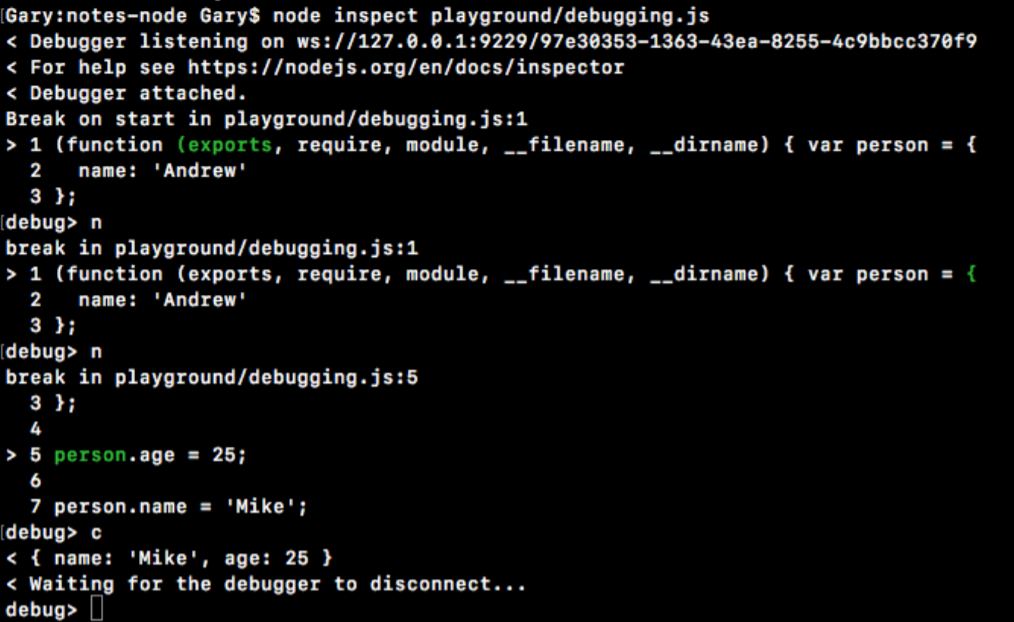 [Gary:notes-node Gary$ node inspect playground/debugging.js
< Debugger listening on ws://127.0.0.1:9229/97e30353-1363-43ea-8255-4c9bbcc370f9
< For help see https://nodejs.org/en/docs/inspector
< Debugger attached.
Break on start in playground/debugging.js:1
> 1 (function (exports, require, module, __filename, __dirname) { var person = {
  2   name: 'Andrew'
  3 };
[debug> n
break in playground/debugging.js:1
> 1 (function (exports, require, module, __filename, __dirname) { var person = {
  2   name: 'Andrew'
  3 };
[debug> n
break in playground/debugging.js:5
  3 };
  4
> 5 person.age = 25;
  6
  7 person.name = 'Mike';
[debug> c
< { name: 'Mike', age: 25 }
< Waiting for the debugger to disconnect...
debug>